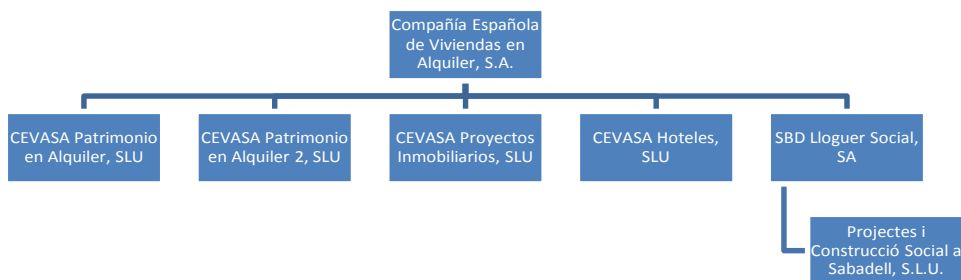 Compañía Española
de Viviendas en
Alquiler, S.A.
CEVASA Patrimonio
en Alquiler, SLU
CEVASA Patrimonio
en Alquiler 2, SLU
CEVASA Proyectos
Inmobiliarios, SLU
CEVASA Hoteles,
SLU
SBD Lloguer Social,
SA
Projectes i
Construcció Social a
Sabadell, S.L.U.